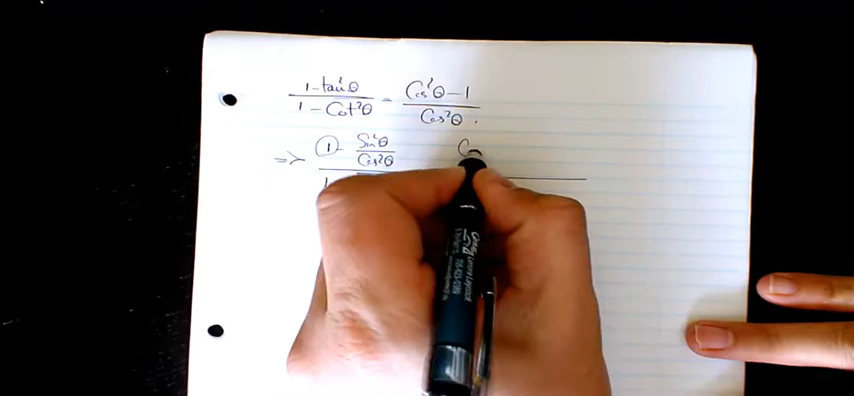 1-tan²θ / 1-Cot²θ = Cos²θ-1 / Cos²θ.
=> 1 - Sin²θ/Cos²θ